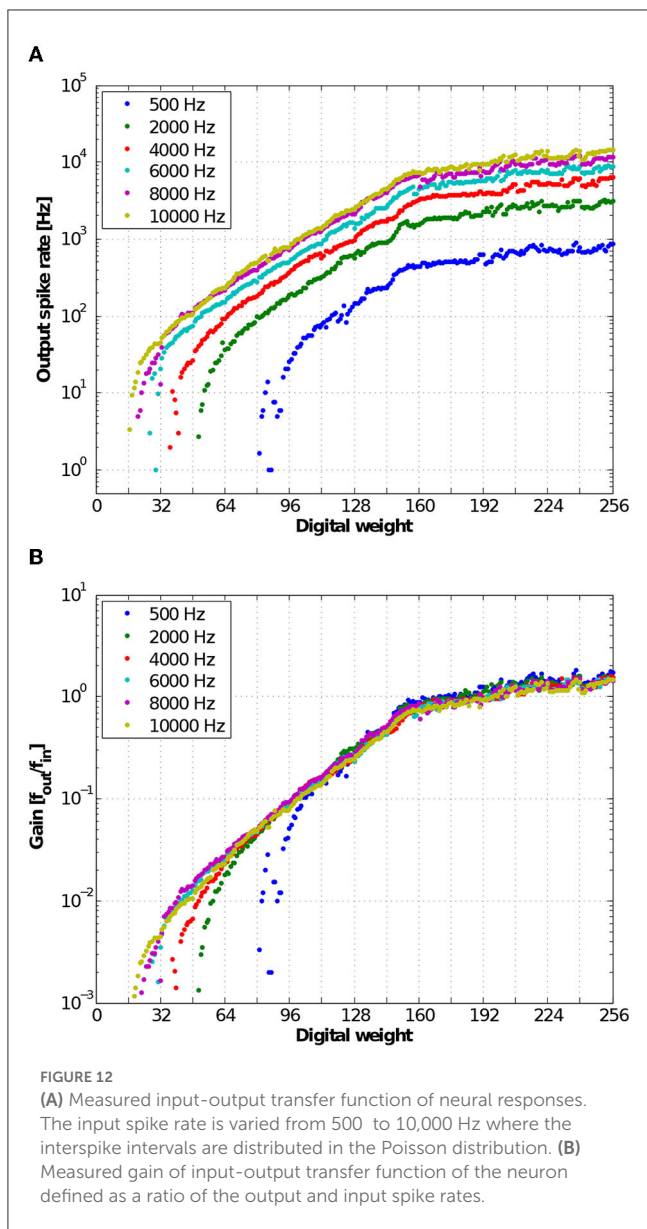 A
10^5
10^4
10^3
10^2
10^1
10^0
Output spike rate [Hz]
500 Hz
2000 Hz
4000 Hz
6000 Hz
8000 Hz
10000 Hz
0 32 64 96 128 160 192 224 256
Digital weight
B
10^1
10^0
10^-1
10^-2
10^-3
Gain [f_out/f_in]
500 Hz
2000 Hz
4000 Hz
6000 Hz
8000 Hz
10000 Hz
0 32 64 96 128 160 192 224 256
Digital weight
FIGURE 12
(A) Measured input-output transfer function of neural responses.
The input spike rate is varied from 500 to 10,000 Hz where the
interspike intervals are distributed in the Poisson distribution. (B)
Measured gain of input-output transfer function of the neuron
defined as a ratio of the output and input spike rates.